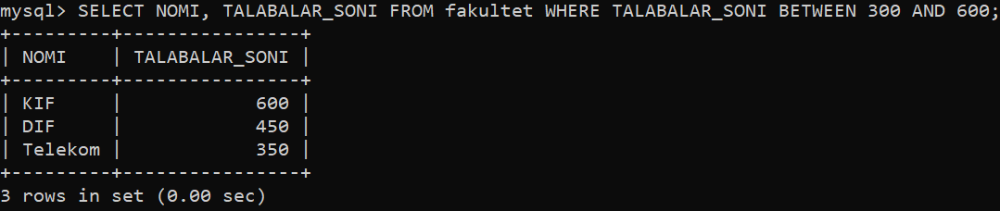 mysql> SELECT NOMI, TALABALAR_SONI FROM fakultet WHERE TALABALAR_SONI BETWEEN 300 AND 600;
+---------+----------------+
| NOMI    | TALABALAR_SONI |
+---------+----------------+
| KIF     |            600 |
| DIF     |            450 |
| Telekom |            350 |
+---------+----------------+
3 rows in set (0.00 sec)